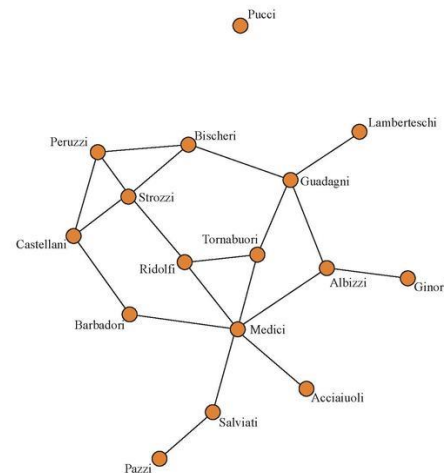 Pucci
Lamberteschi
Bischeri
Peruzzi
Guadagni
Strozzi
Tornabuori
Castellani
Ridolfi
Albizzi
Ginor
Barbadori
Medici
Acciaiuoli
Salviati
Pazzi